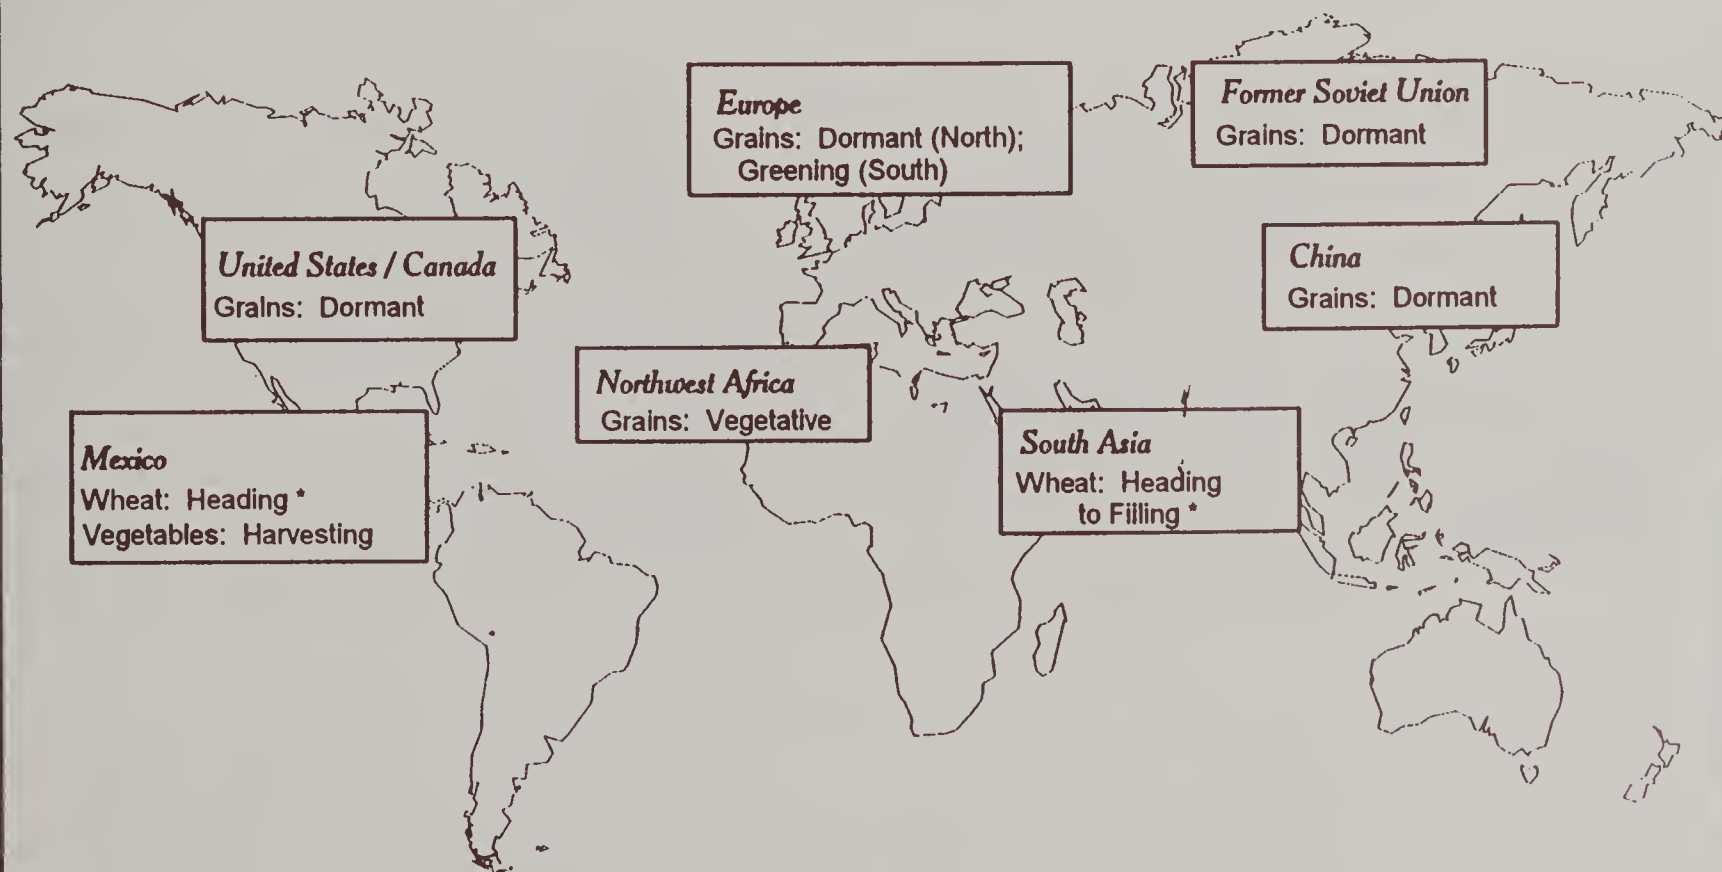 Europe
Grains: Dormant (North);
Greening (South)
Former Soviet Union
Grains: Dormant
United States / Canada
Grains: Dormant
China
Grains: Dormant
Northwest Africa
Grains: Vegetative
Mexico
Wheat: Heading *
Vegetables: Harvesting
South Asia
Wheat: Heading
to Filling *